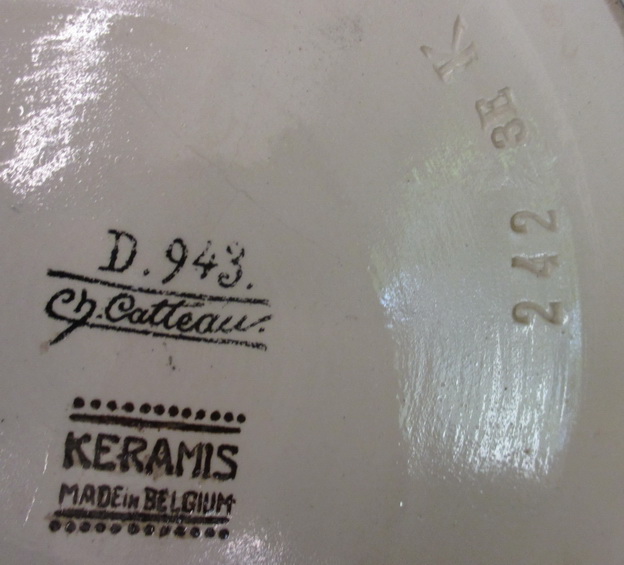 D. 943.
Ch. Catteau.
KERAMIS
MADE in BELGIUM
242
K